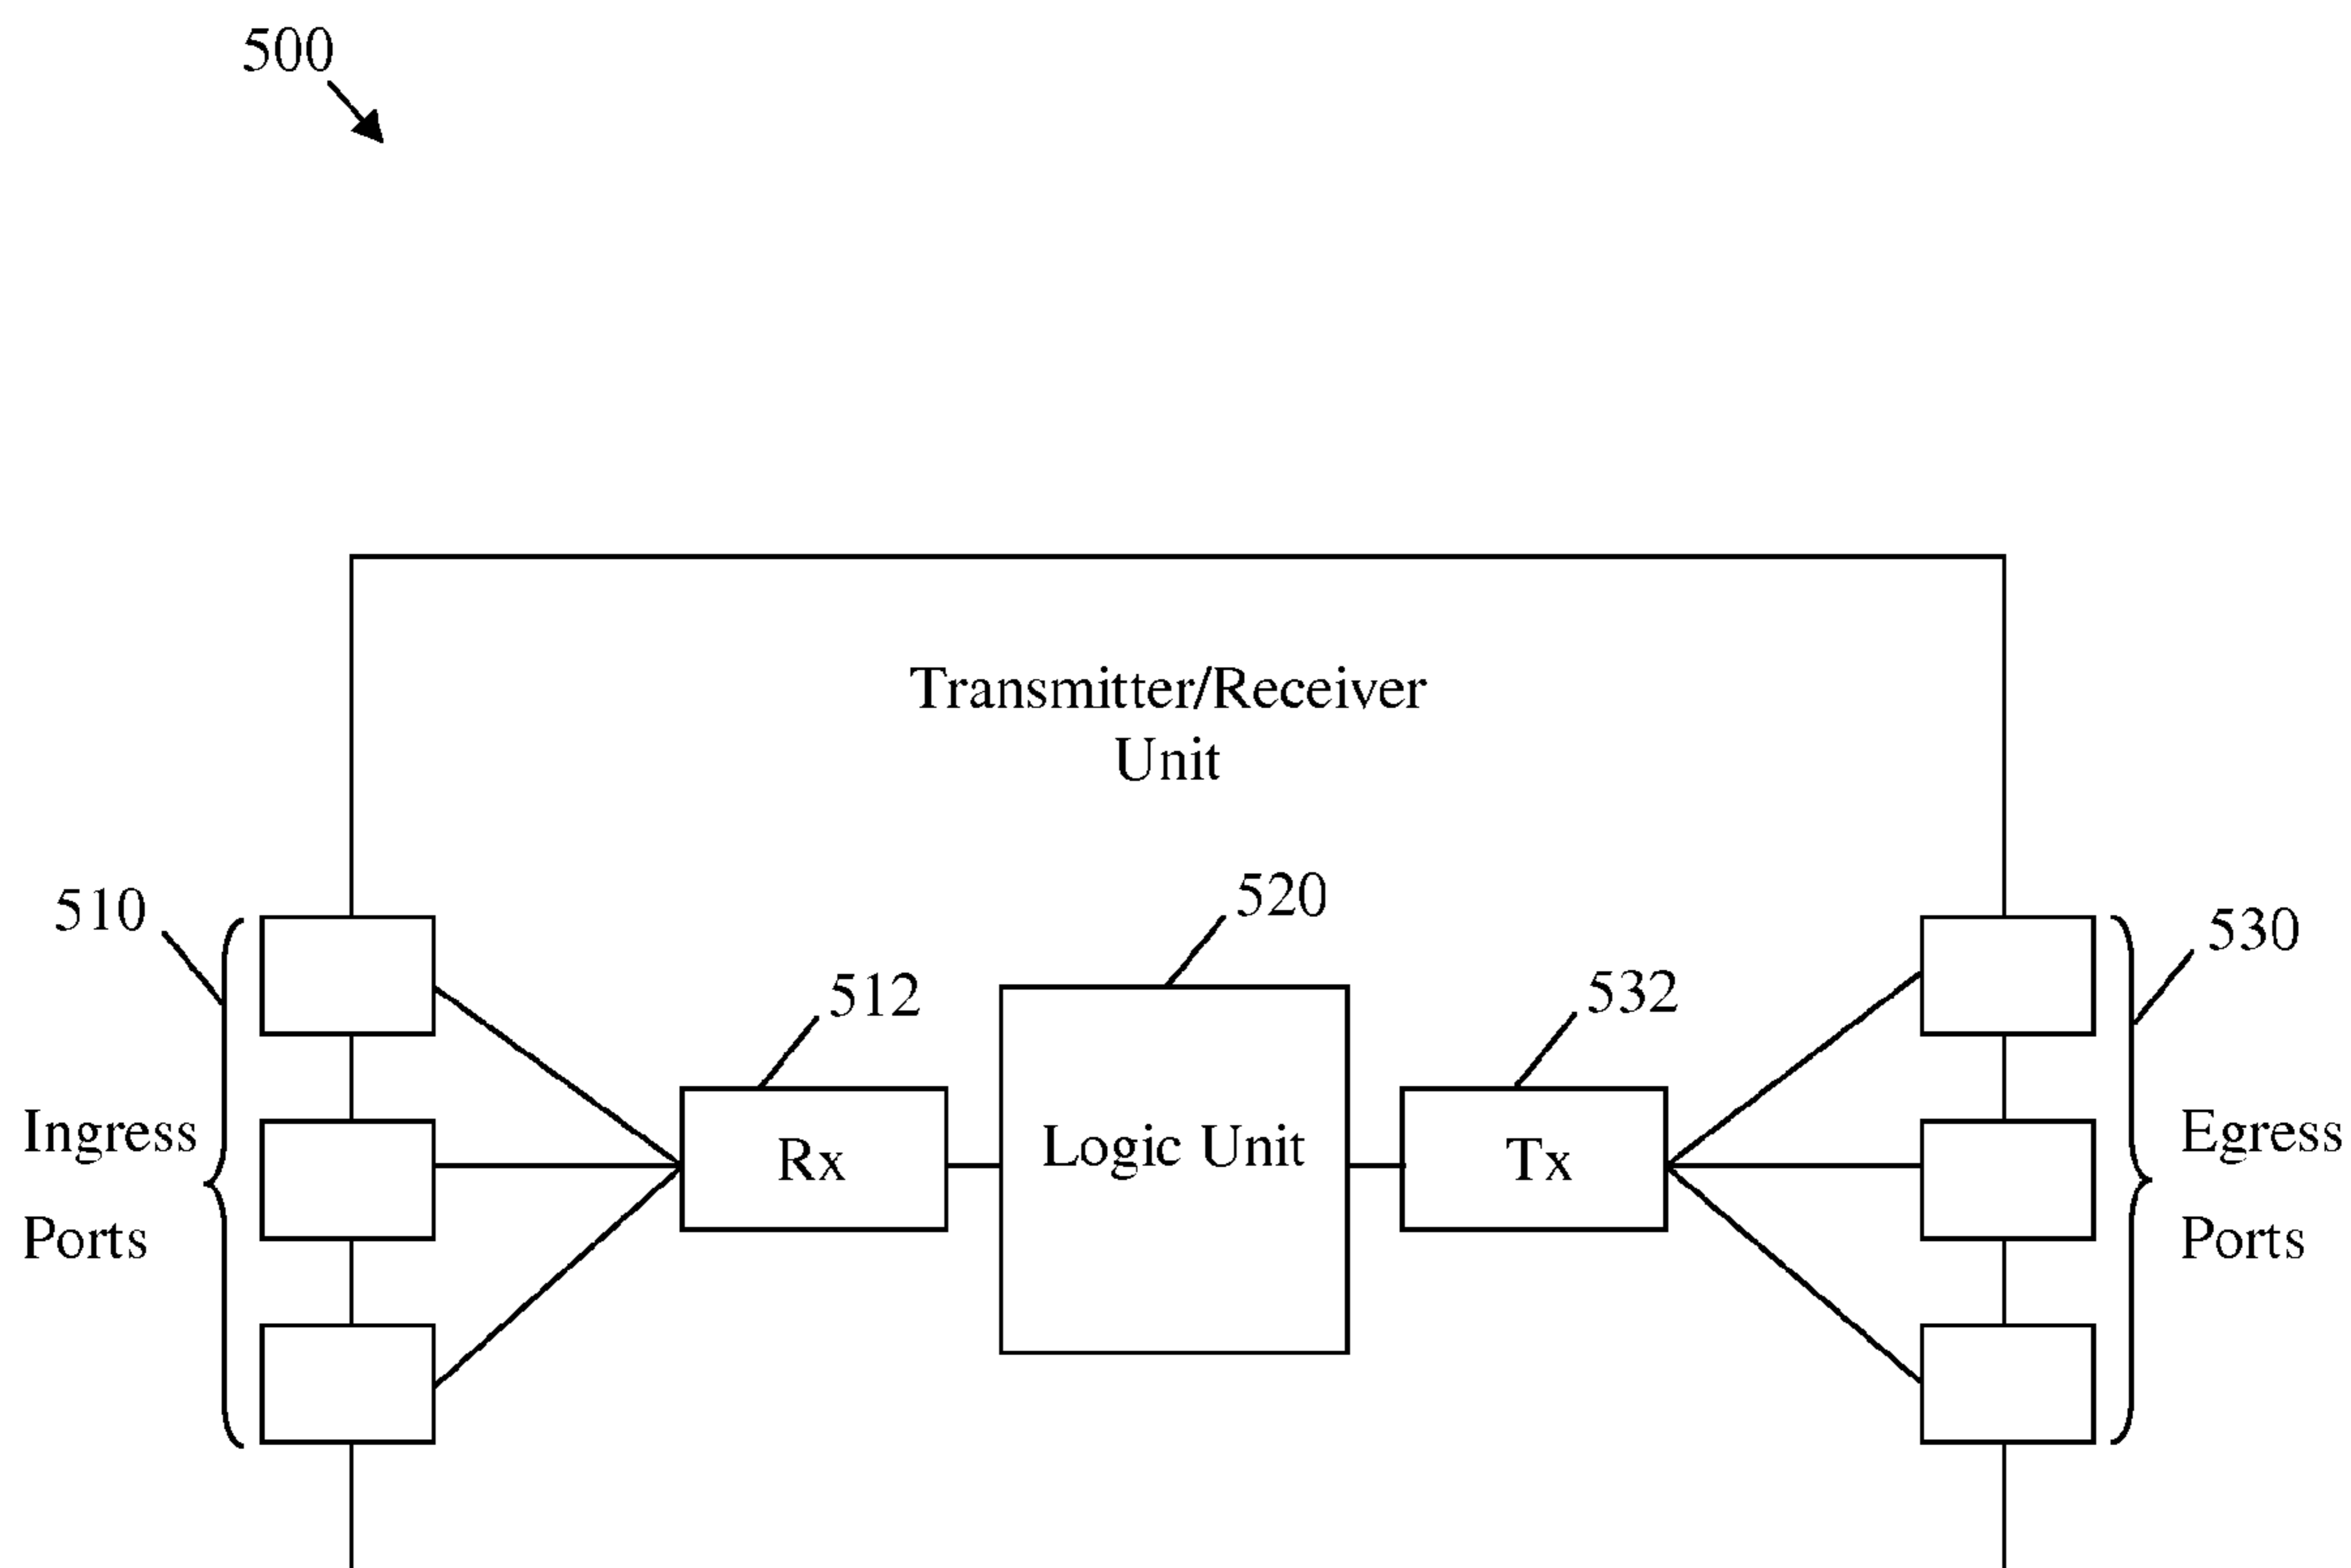 500
Transmitter/Receiver
Unit
510
520
530
512
532
Ingress
Ports
Rx
Logic Unit
Tx
Egress
Ports